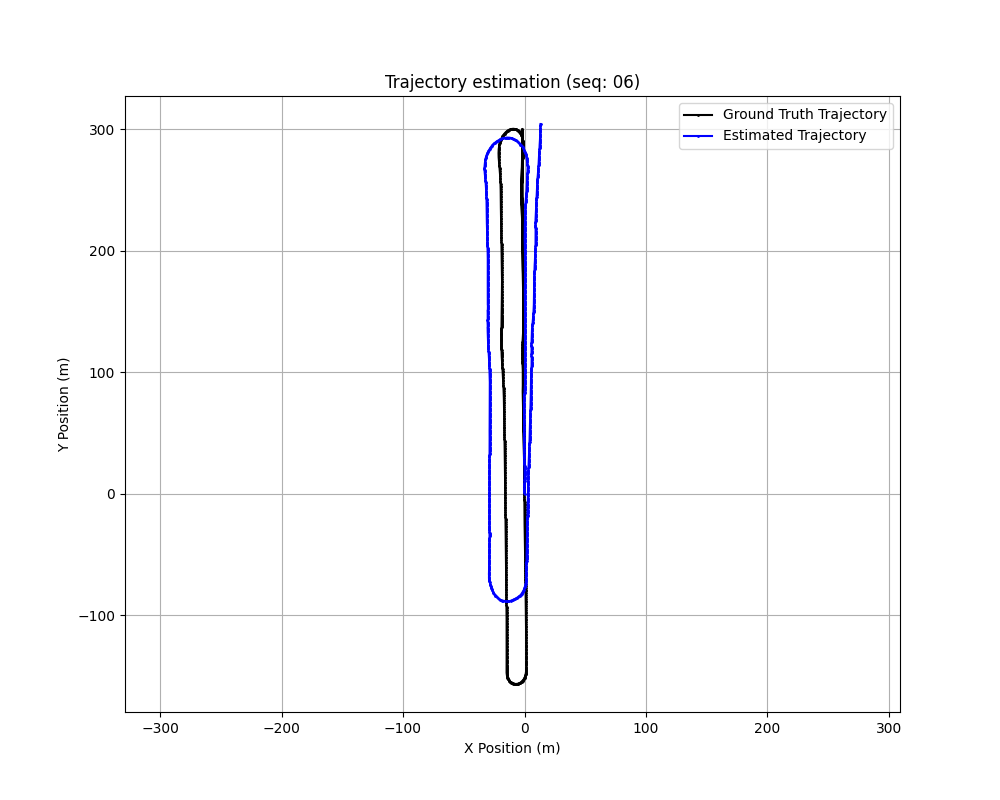 Trajectory estimation (seq: 06)
Ground Truth Trajectory
Estimated Trajectory
300
200
100
0
−100
Y Position (m)
−300
−200
−100
0
100
200
300
X Position (m)